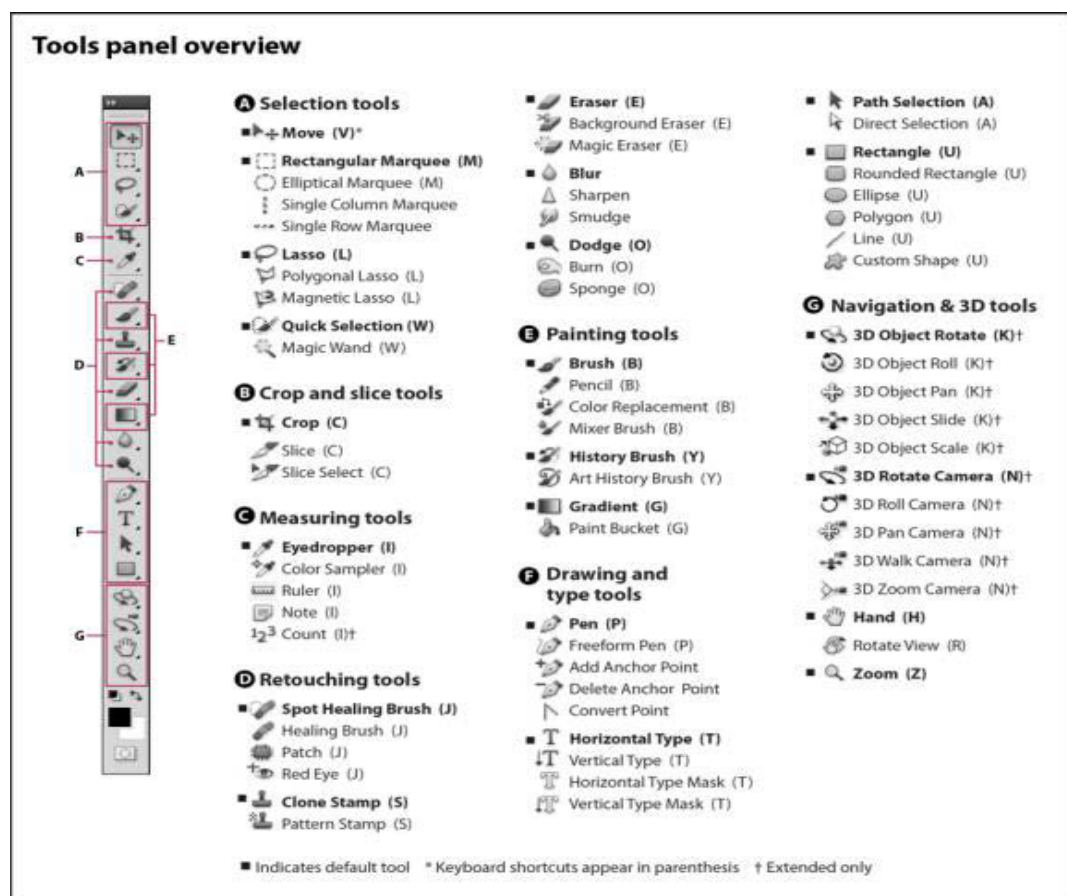 Tools panel overview
A
B
C
D
E
F
G
A Selection tools
Move (V)*
Rectangular Marquee (M)
Elliptical Marquee (M)
Single Column Marquee
Single Row Marquee
Lasso (L)
Polygonal Lasso (L)
Magnetic Lasso (L)
Quick Selection (W)
Magic Wand (W)
B Crop and slice tools
Crop (C)
Slice (C)
Slice Select (C)
C Measuring tools
Eyedropper (I)
Color Sampler (I)
Ruler (I)
Note (I)
Count (I)†
D Retouching tools
Spot Healing Brush (J)
Healing Brush (J)
Patch (J)
Red Eye (J)
Clone Stamp (S)
Pattern Stamp (S)
Eraser (E)
Background Eraser (E)
Magic Eraser (E)
Blur
Sharpen
Smudge
Dodge (O)
Burn (O)
Sponge (O)
E Painting tools
Brush (B)
Pencil (B)
Color Replacement (B)
Mixer Brush (B)
History Brush (Y)
Art History Brush (Y)
Gradient (G)
Paint Bucket (G)
F Drawing and
type tools
Pen (P)
Freeform Pen (P)
Add Anchor Point
Delete Anchor Point
Convert Point
Horizontal Type (T)
Vertical Type (T)
Horizontal Type Mask (T)
Vertical Type Mask (T)
Path Selection (A)
Direct Selection (A)
Rectangle (U)
Rounded Rectangle (U)
Ellipse (U)
Polygon (U)
Line (U)
Custom Shape (U)
G Navigation & 3D tools
3D Object Rotate (K)†
3D Object Roll (K)†
3D Object Pan (K)†
3D Object Slide (K)†
3D Object Scale (K)†
3D Rotate Camera (N)†
3D Roll Camera (N)†
3D Pan Camera (N)†
3D Walk Camera (N)†
3D Zoom Camera (N)†
Hand (H)
Rotate View (R)
Zoom (Z)
■ Indicates default tool * Keyboard shortcuts appear in parenthesis † Extended only